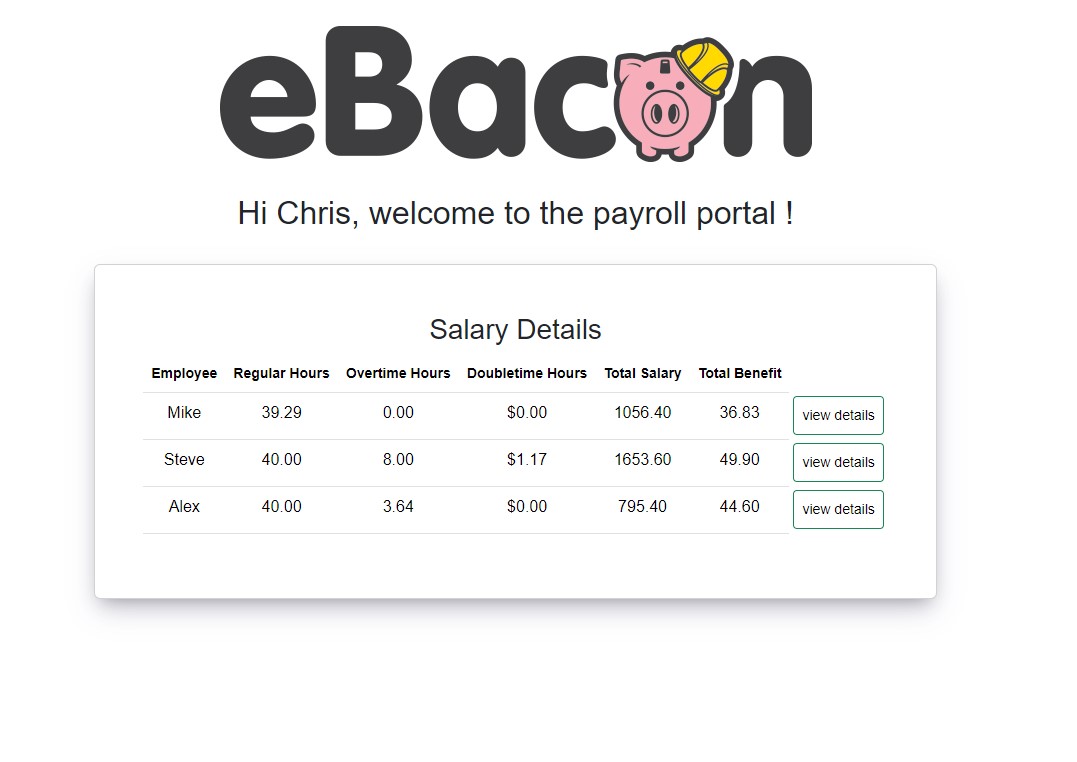 eBacon
Hi Chris, welcome to the payroll portal !
Salary Details
Employee Regular Hours Overtime Hours Doubletime Hours Total Salary Total Benefit
Mike 39.29 0.00 $0.00 1056.40 36.83 view details
Steve 40.00 8.00 $1.17 1653.60 49.90 view details
Alex 40.00 3.64 $0.00 795.40 44.60 view details